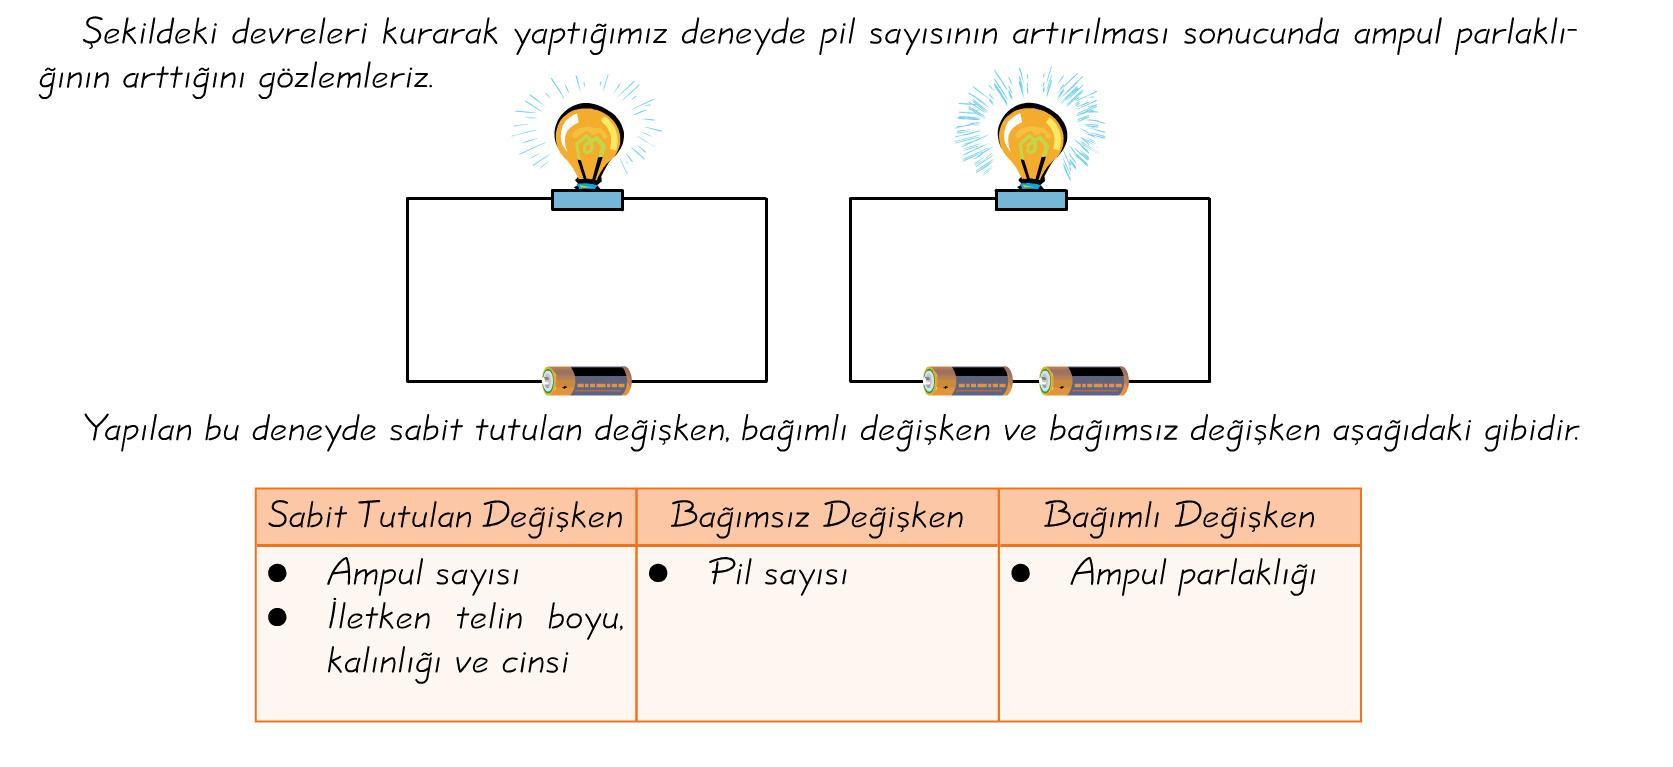 Şekildeki devreleri kurarak yaptığımız deneyde pil sayısının artırılması sonucunda ampul parlaklı-
ğının arttığını gözlemleriz.
Yapılan bu deneyde sabit tutulan değişken, bağımlı değişken ve bağımsız değişken aşağıdaki gibidir.
Sabit Tutulan Değişken
● Ampul sayısı
● İletken telin boyu,
kalınlığı ve cinsi
Bağımsız Değişken
● Pil sayısı
Bağımlı Değişken
● Ampul parlaklığı